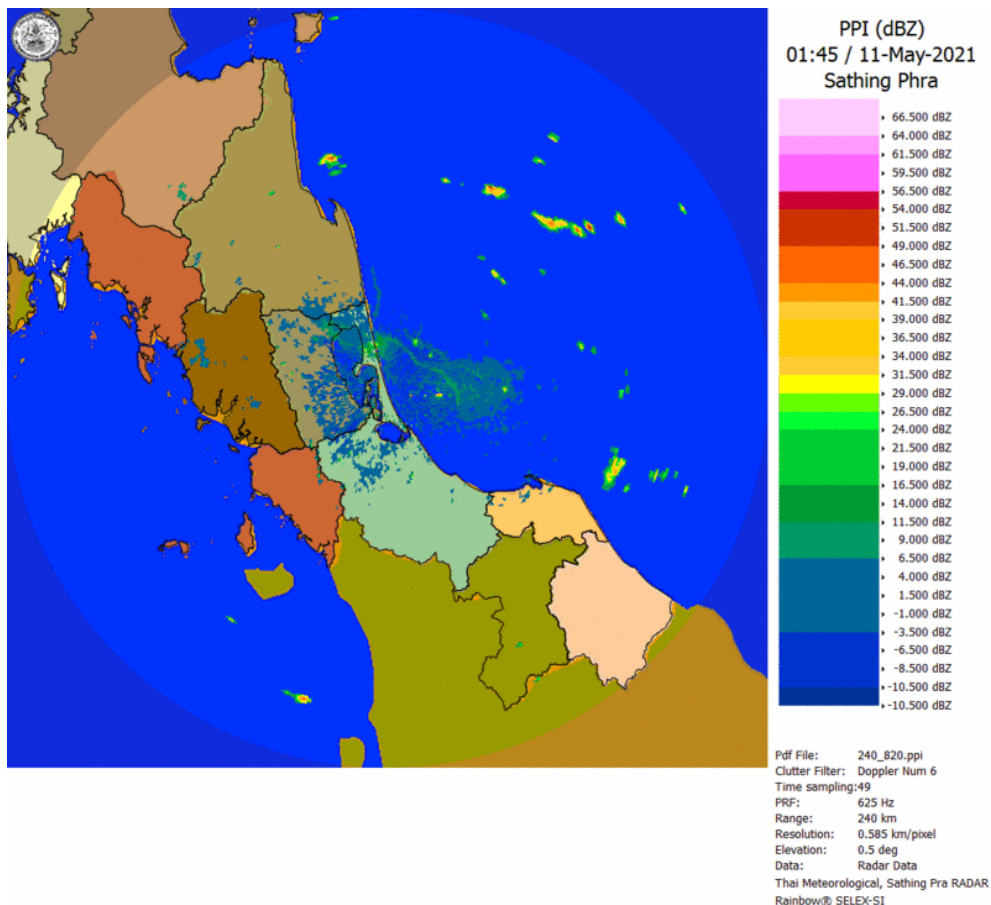 PPI (dBZ)
01:45 / 11-May-2021
Sathing Phra
66.500 dBZ
64.000 dBZ
61.500 dBZ
59.500 dBZ
56.500 dBZ
54.000 dBZ
51.500 dBZ
49.000 dBZ
46.500 dBZ
44.000 dBZ
41.500 dBZ
39.000 dBZ
36.500 dBZ
34.000 dBZ
31.500 dBZ
29.000 dBZ
26.500 dBZ
24.000 dBZ
21.500 dBZ
19.000 dBZ
16.500 dBZ
14.000 dBZ
11.500 dBZ
9.000 dBZ
6.500 dBZ
4.000 dBZ
1.500 dBZ
-1.000 dBZ
-3.500 dBZ
-6.500 dBZ
-8.500 dBZ
-10.500 dBZ
-10.500 dBZ
Pdf File: 240_820.ppi
Clutter Filter: Doppler Num 6
Time sampling:49
PRF: 625 Hz
Range: 240 km
Resolution: 0.585 km/pixel
Elevation: 0.5 deg
Data: Radar Data
Thai Meteorological, Sathing Pra RADAR
Rainbow® SELEX-SI